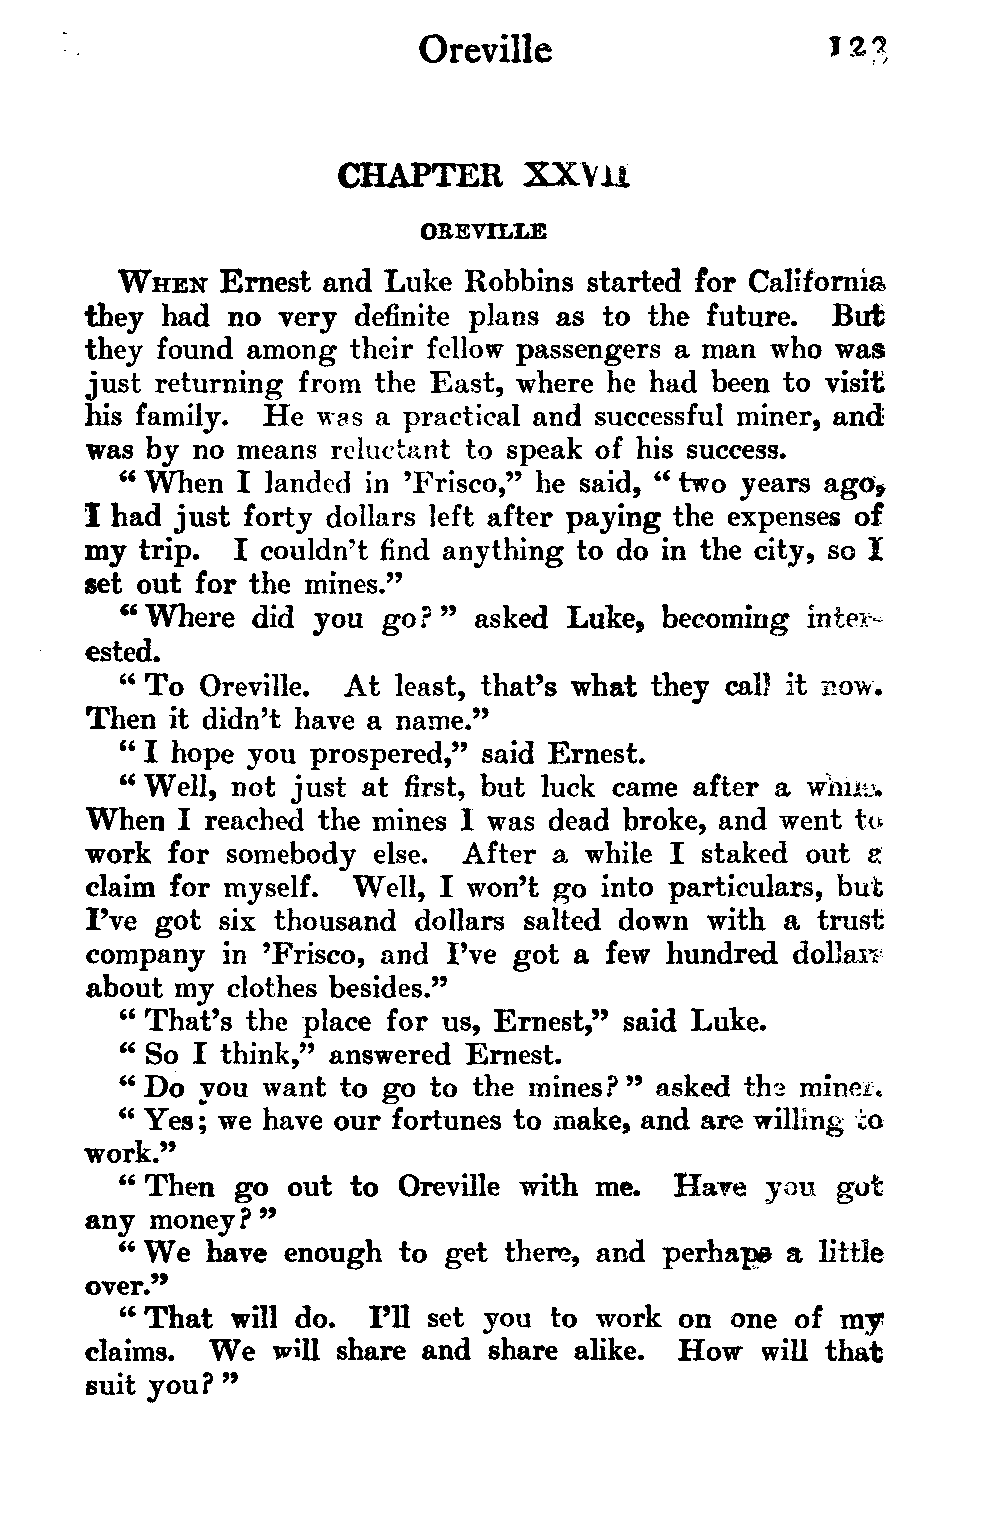 Oreville 123
CHAPTER XXVII
OREVILLE
WHEN Ernest and Luke Robbins started for California
they had no very definite plans as to the future. But
they found among their fellow passengers a man who was
just returning from the East, where he had been to visit
his family. He was a practical and successful miner, and
was by no means reluctant to speak of his success.
“When I landed in ’Frisco,” he said, “two years ago,
I had just forty dollars left after paying the expenses of
my trip. I couldn’t find anything to do in the city, so I
set out for the mines.”
“Where did you go?” asked Luke, becoming inter-
ested.
“To Oreville. At least, that’s what they call it now.
Then it didn’t have a name.”
“I hope you prospered,” said Ernest.
“Well, not just at first, but luck came after a while.
When I reached the mines I was dead broke, and went to
work for somebody else. After a while I staked out a
claim for myself. Well, I won’t go into particulars, but
I’ve got six thousand dollars salted down with a trust
company in ’Frisco, and I’ve got a few hundred dollars
about my clothes besides.”
“That’s the place for us, Ernest,” said Luke.
“So I think,” answered Ernest.
“Do you want to go to the mines?” asked the miner.
“Yes; we have our fortunes to make, and are willing to
work.”
“Then go out to Oreville with me. Have you got
any money?”
“We have enough to get there, and perhaps a little
over.”
“That will do. I’ll set you to work on one of my
claims. We will share and share alike. How will that
suit you?”